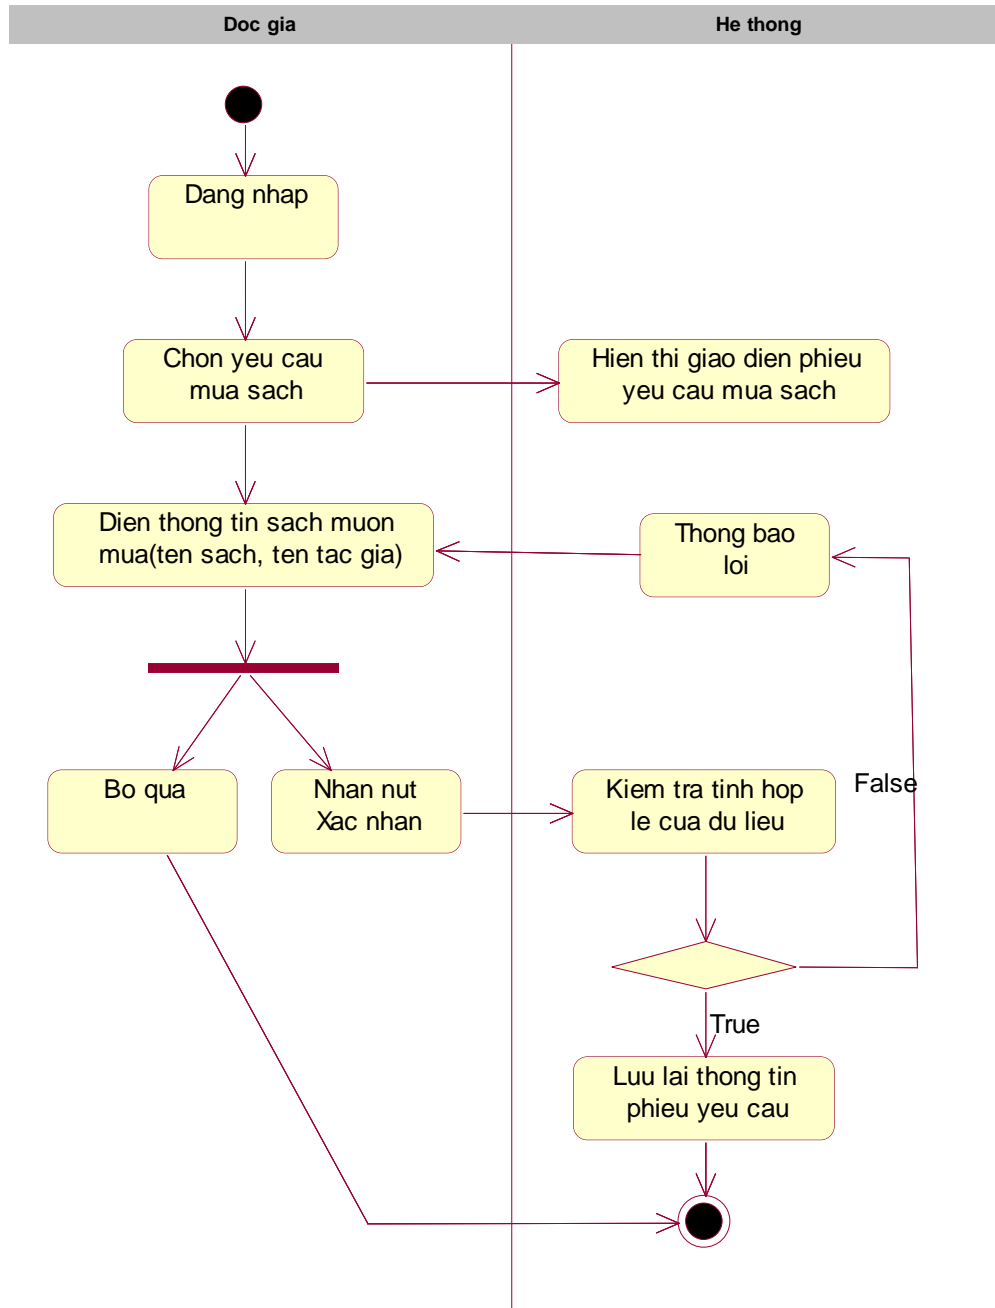 Doc gia
He thong
Dang nhap
Chon yeu cau
mua sach
Hien thi giao dien phieu
yeu cau mua sach
Dien thong tin sach muon
mua(ten sach, ten tac gia)
Thong bao
loi
Bo qua
Nhan nut
Xac nhan
Kiem tra tinh hop
le cua du lieu
False
True
Luu lai thong tin
phieu yeu cau